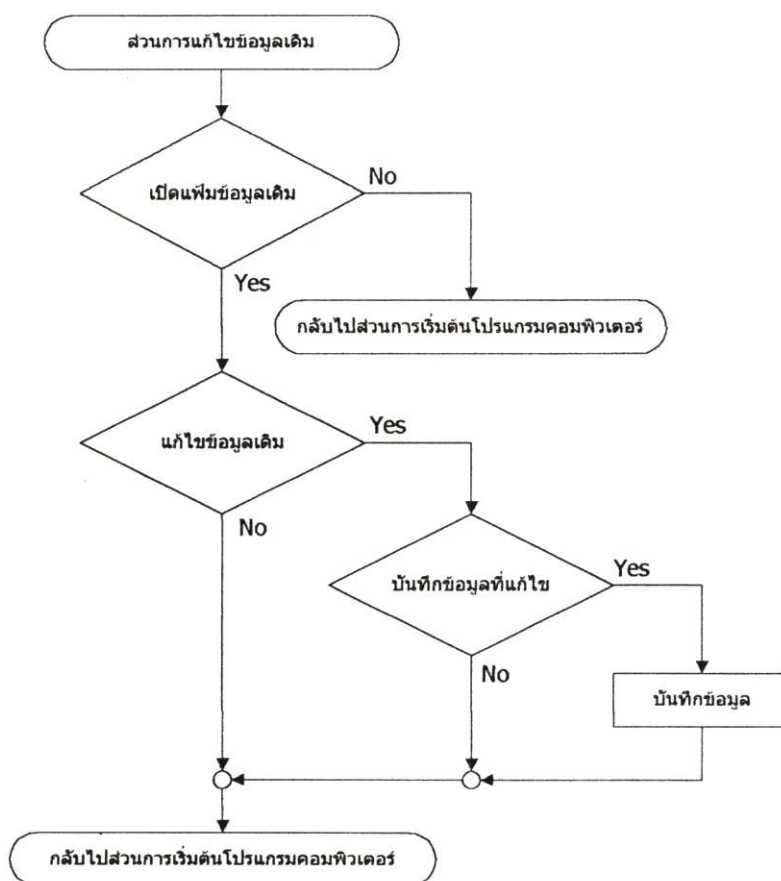 ส่วนการแก้ไขข้อมูลเดิม
เปิดแฟ้มข้อมูลเดิม
No
Yes
กลับไปส่วนการเริ่มต้นโปรแกรมคอมพิวเตอร์
แก้ไขข้อมูลเดิม
Yes
No
บันทึกข้อมูลที่แก้ไข
Yes
No
บันทึกข้อมูล
กลับไปส่วนการเริ่มต้นโปรแกรมคอมพิวเตอร์